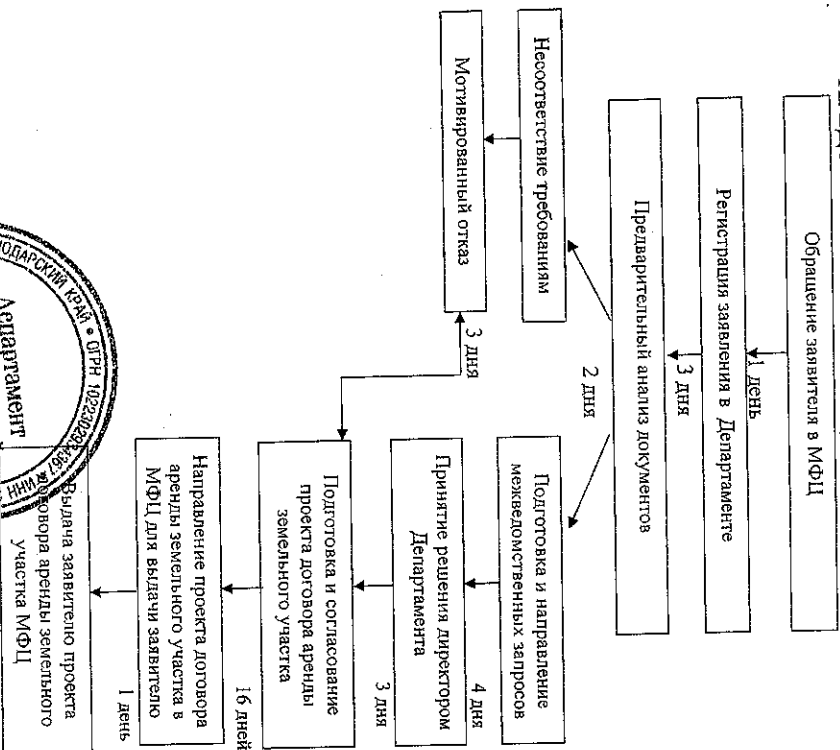 Обращение заявителя в МФЦ
1 день
Регистрация заявления в Департаменте
3 дня
Предварительный анализ документов
2 дня
Несоответствие требованиям
Мотивированный отказ
Подготовка и направление
межведомственных запросов
4 дня
Принятие решения директором
Департамента
3 дня
3 дня
Подготовка и согласование
проекта договора аренды
земельного участка
16 дней
Направление проекта договора
аренды земельного участка в
МФЦ для выдачи заявителю
1 день
Выдача заявителю проекта
договора аренды земельного
участка МФЦ
КРАЙ • ОГРН
ИНН
Департамент